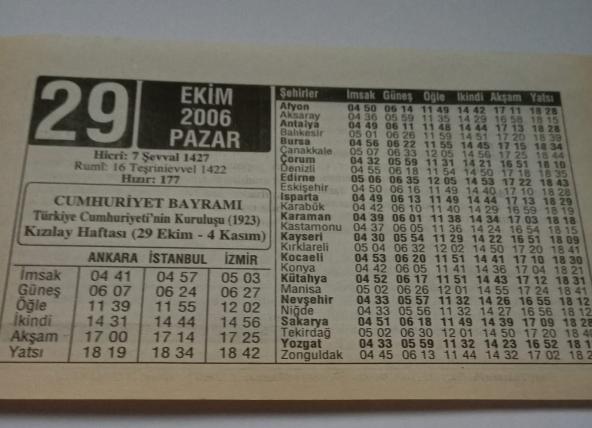 29
EKİM
2006
PAZAR
Hicrî: 7 Şevval 1427
Rumî: 16 Teşrinievvel 1422
Hızır: 177
CUMHURİYET BAYRAMI
Türkiye Cumhuriyeti'nin Kuruluşu (1923)
Kızılay Haftası (29 Ekim - 4 Kasım)
ANKARA İSTANBUL İZMİR
İmsak 04 41 04 57 05 03
Güneş 06 07 06 24 06 27
Öğle 11 39 11 55 12 02
İkindi 14 31 14 44 14 56
Akşam 17 00 17 14 17 25
Yatsı 18 19 18 34 18 42
Şehirler İmsak Güneş Öğle İkindi Akşam Yatsı
Afyon 04 50 06 14 11 49 14 42 17 11 18 28
Aksaray 04 36 05 59 11 35 14 29 16 58 18 15
Antalya 04 49 06 11 11 48 14 44 17 13 18 28
Balıkesir 05 01 06 26 11 59 14 51 17 20 18 39
Bursa 04 56 06 22 11 55 14 45 17 15 18 34
Çanakkale 05 07 06 33 12 05 14 56 17 25 18 44
Çorum 04 32 05 59 11 31 14 21 16 51 18 10
Denizli 04 55 06 18 11 54 14 50 17 18 18 35
Edirne 05 06 06 35 12 05 14 53 17 22 18 43
Eskişehir 04 50 06 16 11 49 14 40 17 10 18 28
Isparta 04 49 06 13 11 49 14 44 17 13 18 29
Karabük 04 42 06 10 11 40 14 29 16 59 18 19
Karaman 04 39 06 01 11 38 14 34 17 03 18 18
Kastamonu 04 37 06 05 11 36 14 24 16 54 18 15
Kayseri 04 30 05 54 11 29 14 22 16 51 18 09
Kırklareli 05 04 06 32 12 02 14 50 17 20 18 41
Kocaeli 04 53 06 20 11 51 14 41 17 10 18 30
Konya 04 42 06 05 11 41 14 36 17 04 18 21
Kütahya 04 52 06 17 11 51 14 43 17 12 18 31
Manisa 05 02 06 26 12 01 14 55 17 24 18 41
Nevşehir 04 33 05 57 11 32 14 26 16 55 18 12
Niğde 04 33 05 56 11 32 14 27 16 56 18 12
Sakarya 04 51 06 18 11 49 14 39 17 09 18 28
Tekirdağ 05 02 06 30 12 01 14 50 17 20 18
Yozgat 04 33 05 59 11 32 14 23 16 52 18
Zonguldak 04 45 06 13 11 44 14 32 17 02 18